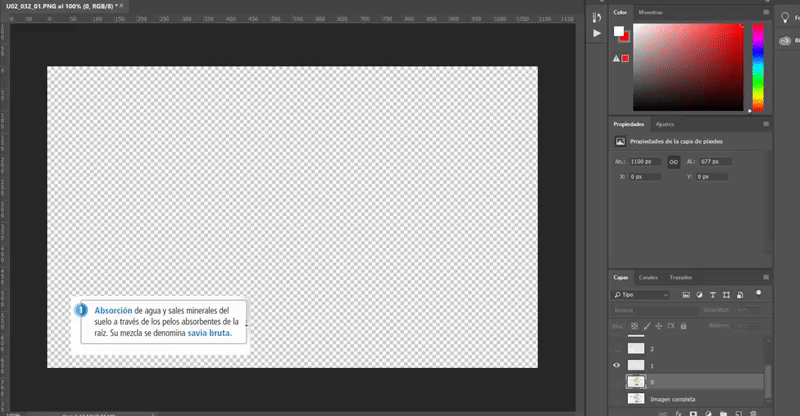 U02_032_01.PNG al 100% (0, RGB/8) *
Color
Muestras
Propiedades
Ajustes
Propiedades de la capa de píxeles
An.: 1100 px
Al.: 677 px
X: 0 px
Y: 0 px
Capas
Canales
Trazados
Tipo
Normal
2
1
0
Imagen completa
1
Absorción de agua y sales minerales del
suelo a través de los pelos absorbentes de la
raíz. Su mezcla se denomina savia bruta.
100%